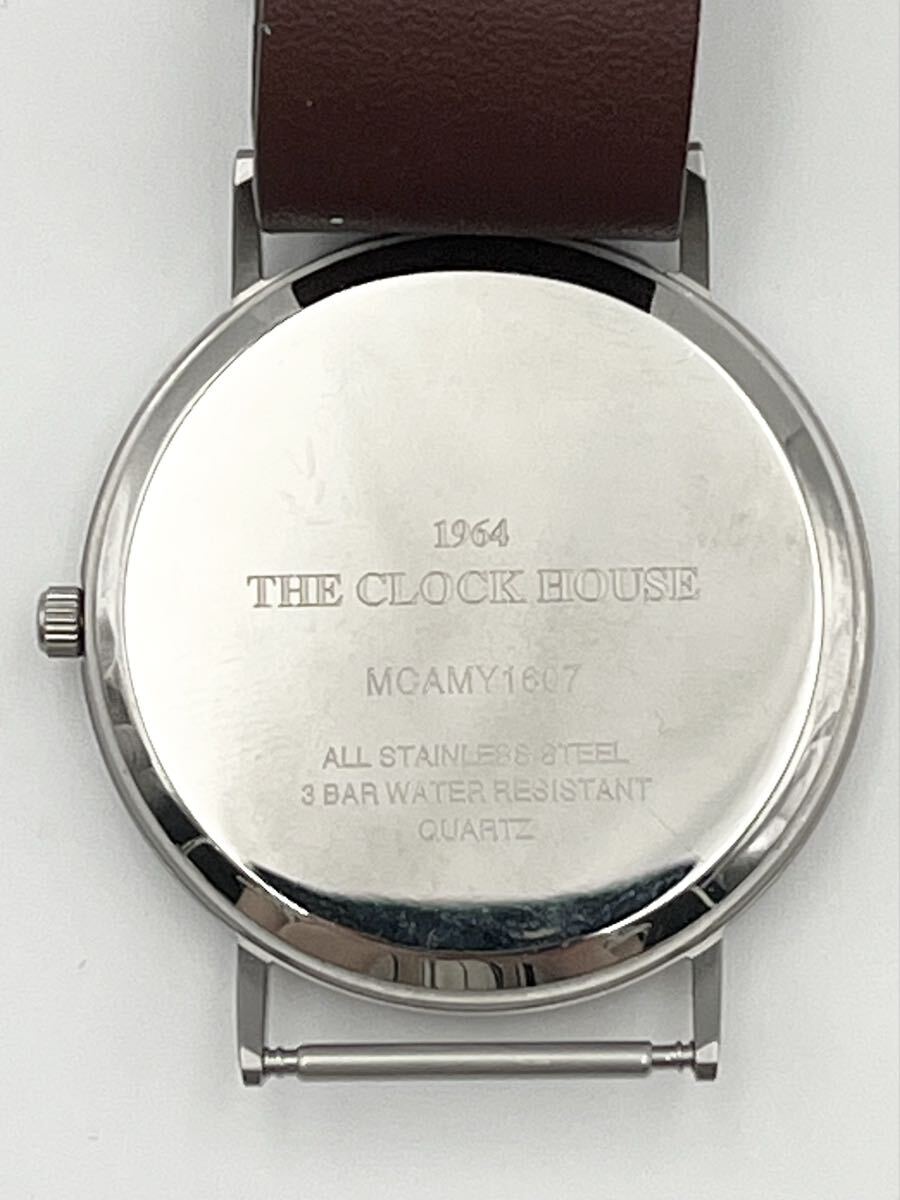 1964
THE CLOCK HOUSE
MCAMY1607
ALL STAINLESS STEEL
3 BAR WATER RESISTANT
QUARTZ